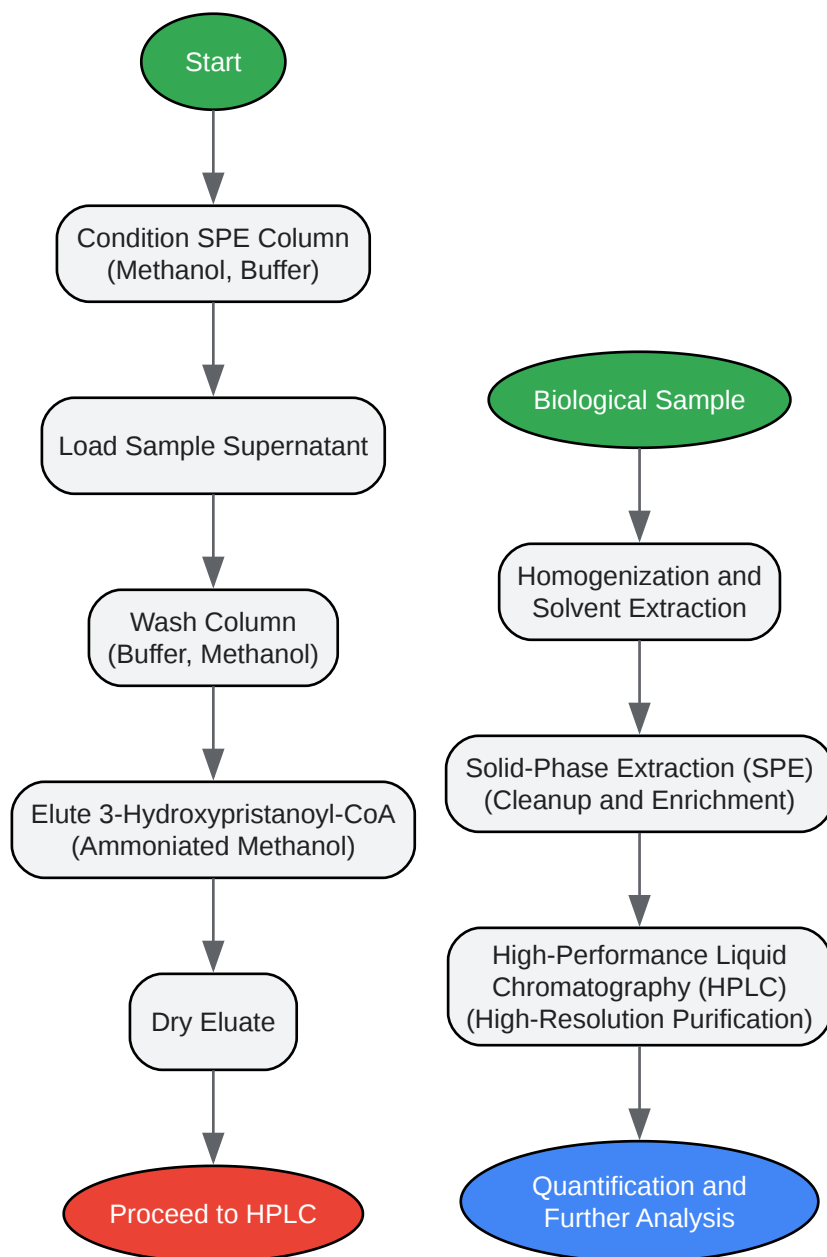 Start
Condition SPE Column
(Methanol, Buffer)
Load Sample Supernatant
Wash Column
(Buffer, Methanol)
Elute 3-Hydroxypristanoyl-CoA
(Ammoniated Methanol)
Dry Eluate
Proceed to HPLC
Biological Sample
Homogenization and
Solvent Extraction
Solid-Phase Extraction (SPE)
(Cleanup and Enrichment)
High-Performance Liquid
Chromatography (HPLC)
(High-Resolution Purification)
Quantification and
Further Analysis